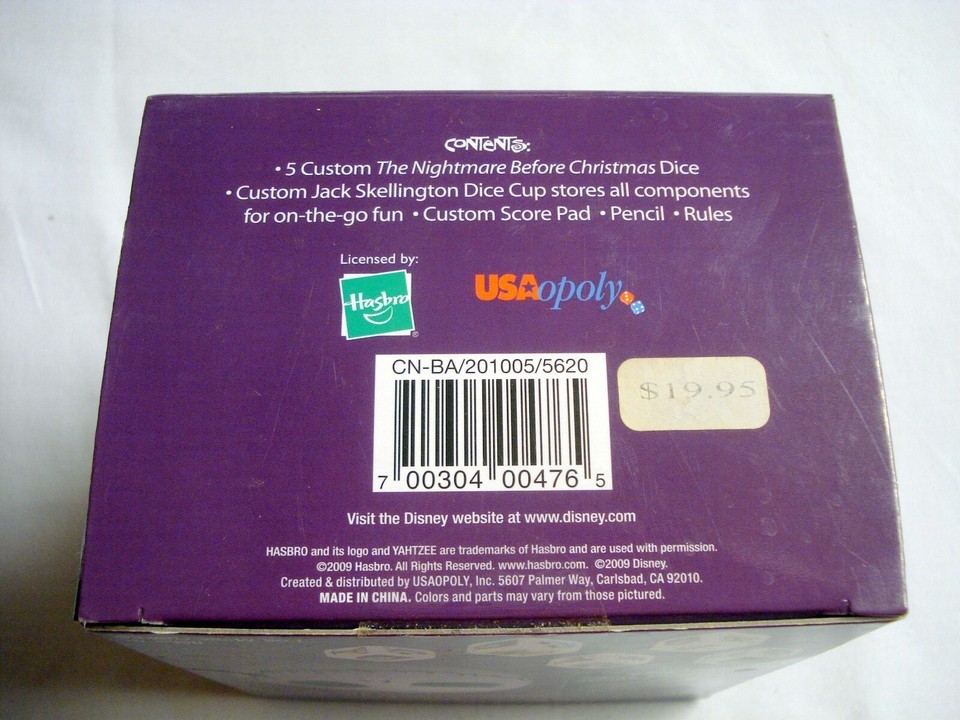 CONTENTS:
• 5 Custom The Nightmare Before Christmas Dice
• Custom Jack Skellington Dice Cup stores all components
for on-the-go fun • Custom Score Pad • Pencil • Rules
Licensed by:
Hasbro ®
USAopoly
CN-BA/201005/5620
$19.95
7 00304 00476 5
Visit the Disney website at www.disney.com
HASBRO and its logo and YAHTZEE are trademarks of Hasbro and are used with permission.
©2009 Hasbro. All Rights Reserved. www.hasbro.com. ©2009 Disney.
Created & distributed by USAOPOLY, Inc. 5607 Palmer Way, Carlsbad, CA 92010.
MADE IN CHINA. Colors and parts may vary from those pictured.